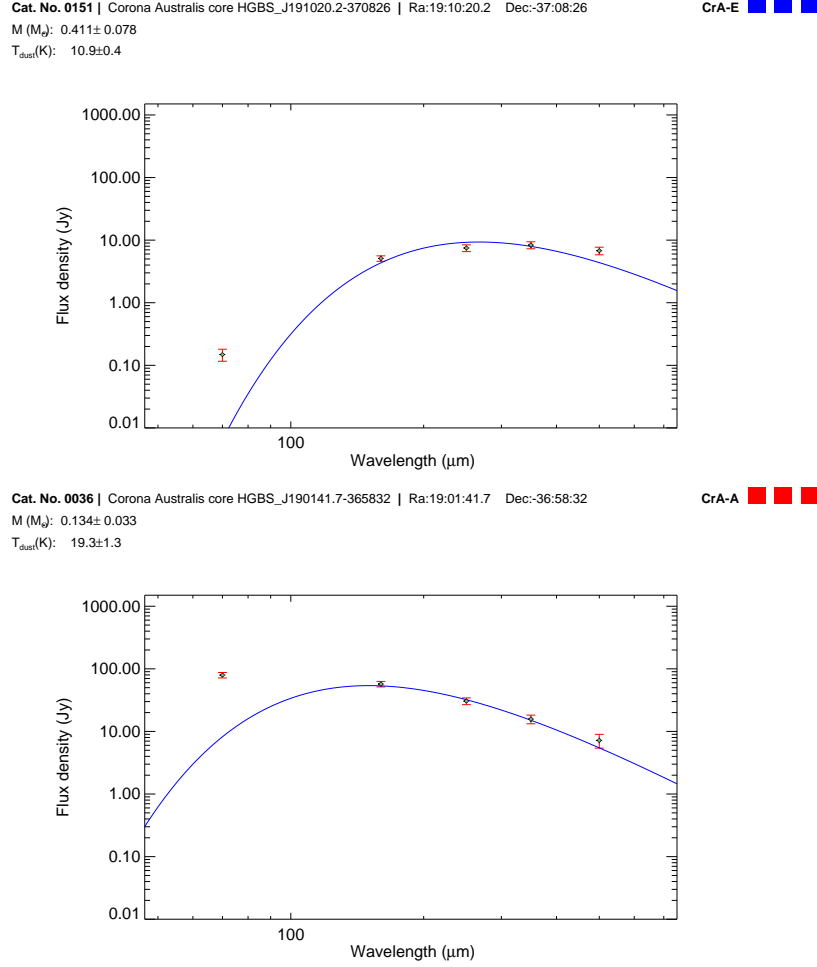 Cat. No. 0151 | Corona Australis core HGBS_J191020.2-370826 | Ra:19:10:20.2 Dec:-37:08:26 CrA-E
M (M⊙): 0.411± 0.078
Tdust(K): 10.9±0.4
1000.00
100.00
10.00
1.00
0.10
0.01
Flux density (Jy)
100
Wavelength (μm)
Cat. No. 0036 | Corona Australis core HGBS_J190141.7-365832 | Ra:19:01:41.7 Dec:-36:58:32 CrA-A
M (M⊙): 0.134± 0.033
Tdust(K): 19.3±1.3
1000.00
100.00
10.00
1.00
0.10
0.01
Flux density (Jy)
100
Wavelength (μm)